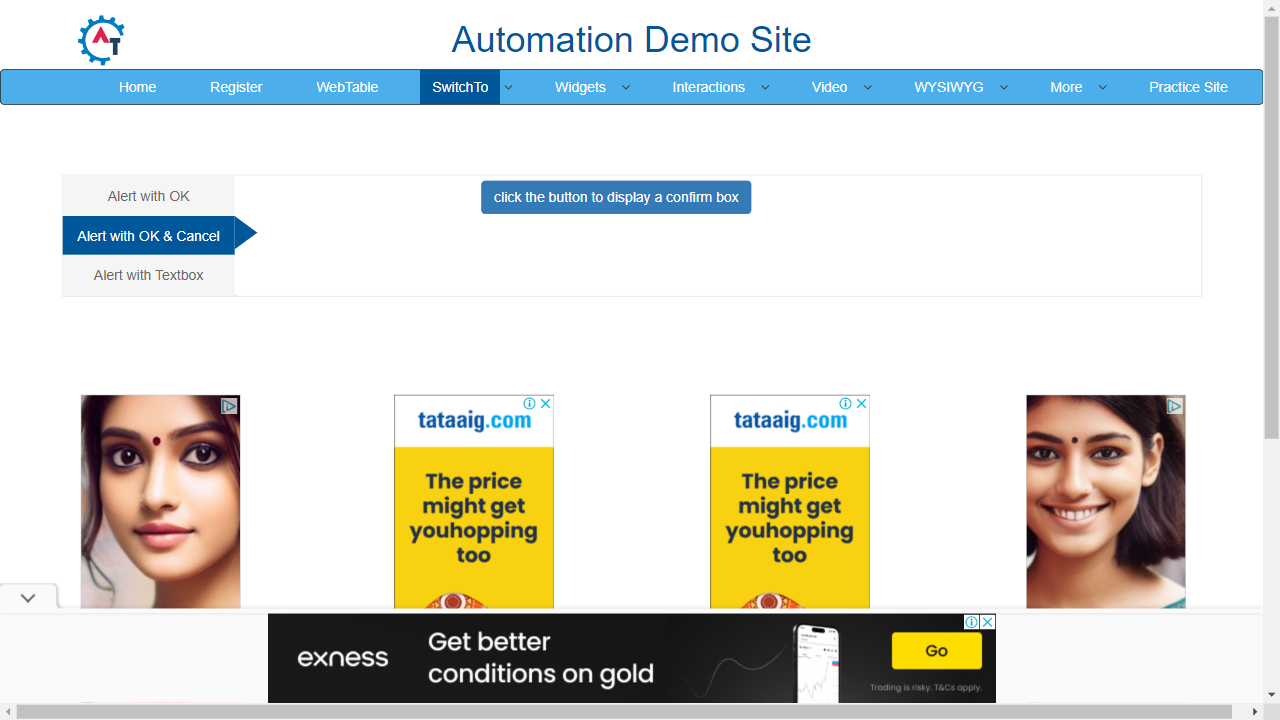 AT
Automation Demo Site
Home Register WebTable SwitchTo Widgets Interactions Video WYSIWYG More Practice Site
Alert with OK
click the button to display a confirm box
Alert with OK & Cancel
Alert with Textbox
tataaig.com
The price
might get
youhopping
too
tataaig.com
The price
might get
youhopping
too
exness
Get better
conditions on gold
Go
Trading is risky. T&Cs apply.